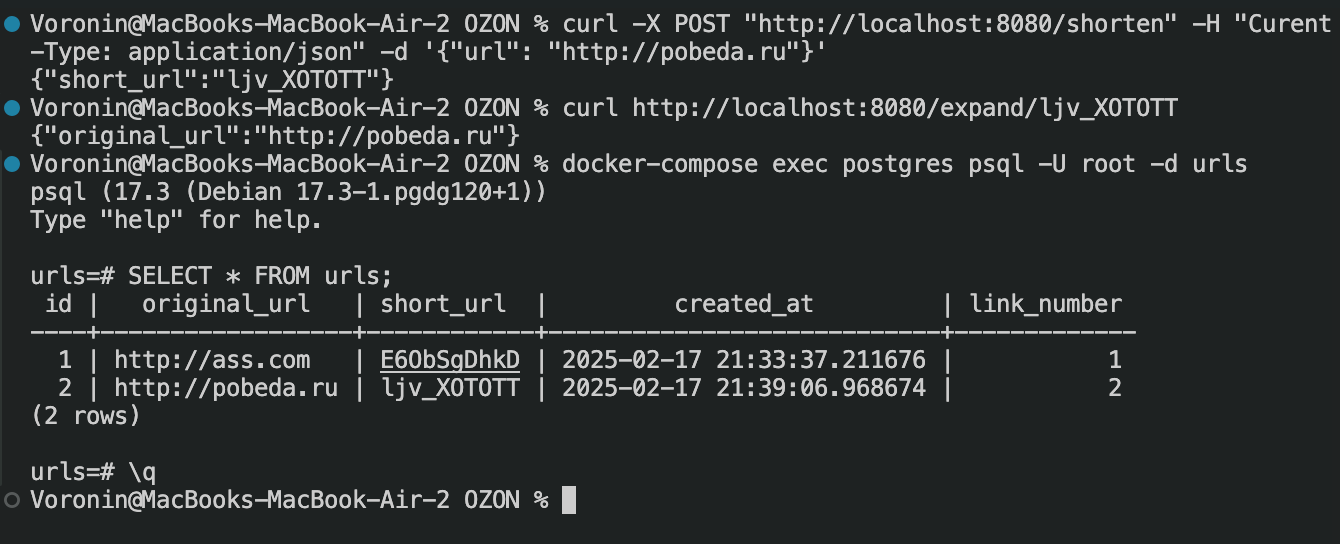 Voronin@MacBooks-MacBook-Air-2 OZON % curl -X POST "http://localhost:8080/shorten" -H "Curent
-Type: application/json" -d '{"url": "http://pobeda.ru"}'
{"short_url":"ljv_XOTOTT"}
Voronin@MacBooks-MacBook-Air-2 OZON % curl http://localhost:8080/expand/ljv_XOTOTT
{"original_url":"http://pobeda.ru"}
Voronin@MacBooks-MacBook-Air-2 OZON % docker-compose exec postgres psql -U root -d urls
psql (17.3 (Debian 17.3-1.pgdg120+1))
Type "help" for help.
urls=# SELECT * FROM urls;
 id |   original_url   | short_url  |         created_at         | link_number
----+------------------+------------+----------------------------+-------------
  1 | http://ass.com   | E6ObSgDhkD | 2025-02-17 21:33:37.211676 |           1
  2 | http://pobeda.ru | ljv_XOTOTT | 2025-02-17 21:39:06.968674 |           2
(2 rows)
urls=# \q
Voronin@MacBooks-MacBook-Air-2 OZON %